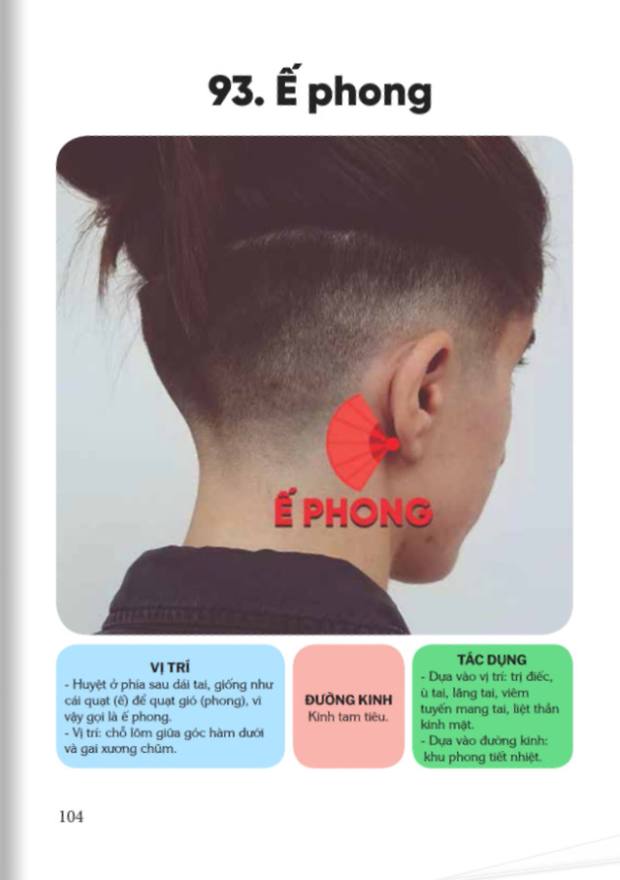 93. Ế phong
Ế PHONG
VỊ TRÍ
- Huyệt ở phía sau dái tai, giống như
cái quạt (ế) để quạt gió (phong), vì
vậy gọi là ế phong.
- Vị trí: chỗ lõm giữa góc hàm dưới
và gai xương chũm.
ĐƯỜNG KINH
Kinh tam tiêu.
TÁC DỤNG
- Dựa vào vị trí: trị điếc,
ù tai, lãng tai, viêm
tuyến mang tai, liệt thần
kinh mặt.
- Dựa vào đường kinh:
khu phong tiết nhiệt.
104